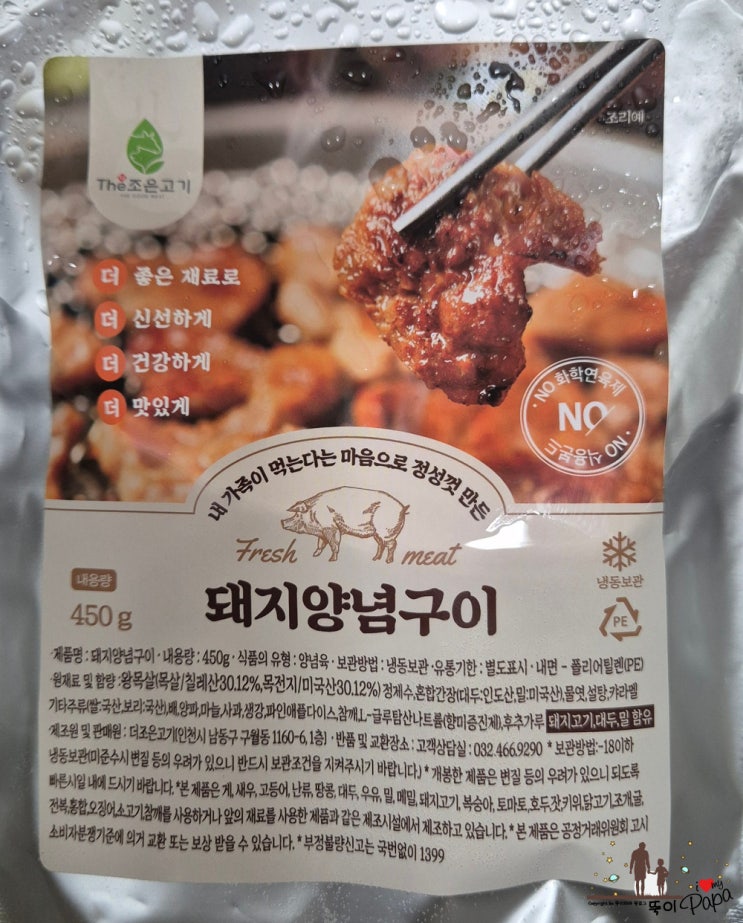 조리예
The조은고기
THE GOOD MEAT
더 좋은 재료로
더 신선하게
더 건강하게
더 맛있게
NO 화학연육제
NO
NO
내 가족이 먹는다는 마음으로 정성껏 만든
Fresh meat
내용량
450 g
돼지양념구이
냉동보관
PE
·제품명 : 돼지양념구이 · 내용량 : 450g · 식품의 유형 : 양념육 · 보관방법 : 냉동보관 · 유통기한 : 별도표시 · 내면 - 폴리어틸렌(PE)
·원재료 및 함량 :왕목살(목살/칠레산30.12%,목전지/미국산30.12%) 정제수,혼합간장(대두:인도산,밀:미국산),물엿,설탕,캬라멜
기타주류(쌀:국산,보리:국산),배,양파,마늘,사과,생강,파인애플다이스,참깨,L-글루탐산나트륨(향미증진제),후추가루 돼지고기,대두,밀 함유
·제조원 및 판매원 : 더조은고기(인천시 남동구 구월동 1160-6,1층) · 반품 및 교환장소 : 고객상담실 : 032.466.9290 * 보관방법:-18이하
냉동보관(미준수시 변질 등의 우려가 있으니 반드시 보관조건을 지켜주시기 바랍니다.) * 개봉한 제품은 변질 등의 우려가 있으니 되도록
빠른시일 내에 드시기 바랍니다. *본 제품은 게, 새우, 고등어, 난류, 땅콩, 대두, 우유, 밀, 메밀, 돼지고기, 복숭아, 토마토,호두,잣키위,닭고기조개굴,
전복,홍합,오징어,소고기,참깨를 사용하거나 앞의 재료를 사용한 제품과 같은 제조시설에서 제조하고 있습니다. * 본 제품은 공정거래위원회 고시
소비자분쟁기준에 의거 교환 또는 보상 받을 수 있습니다. * 부정불량신고는 국번없이 1399
i my
뚱이Papa